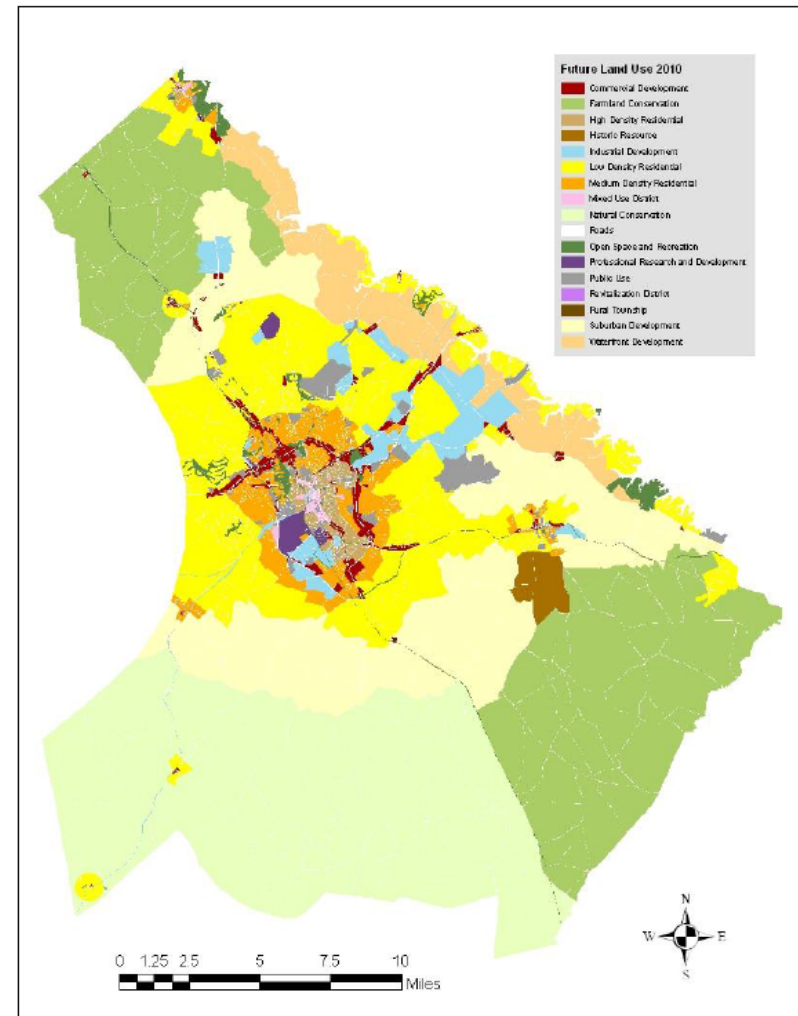 Future Land Use 2010
Commercial Development
Farmland Conservation
High Density Residential
Historic Resource
Industrial Development
Low Density Residential
Medium Density Residential
Mixed Use District
Natural Conservation
Roads
Open Space and Recreation
Professional Research and Development
Public Use
Revitalization District
Rural Township
Suburban Development
Waterfront Development
N
W E
S
0 1.25 2.5 5 7.5 10
Miles